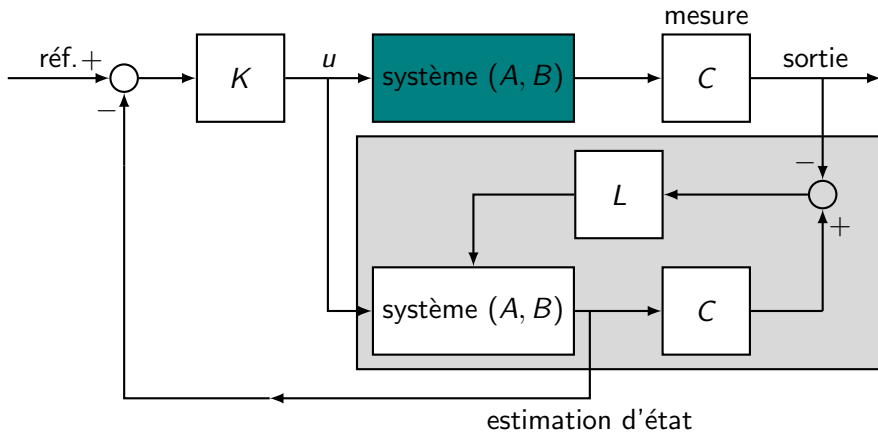 mesure
réf. +
u
sortie
K
système (A, B)
C
−
−
L
+
système (A, B)
C
estimation d'état